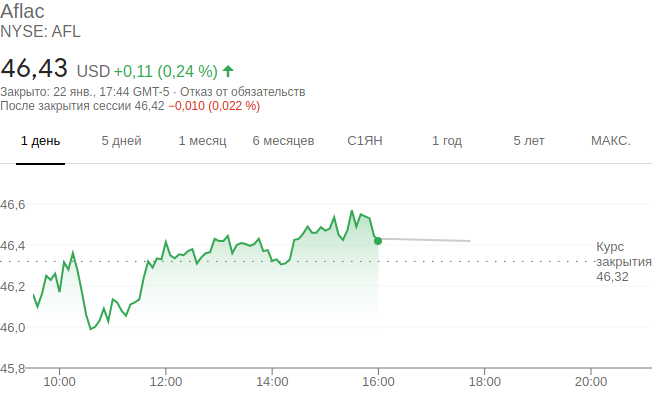 Aflac
NYSE: AFL
46,43 USD +0,11 (0,24 %)
Закрыто: 22 янв., 17:44 GMT-5 · Отказ от обязательств
После закрытия сессии 46,42 −0,010 (0,022 %)
1 день 5 дней 1 месяц 6 месяцев С1ЯН 1 год 5 лет МАКС.
46,6
46,4
46,2
46,0
45,8
Курс
закрытия
46,32
10:00 12:00 14:00 16:00 18:00 20:00